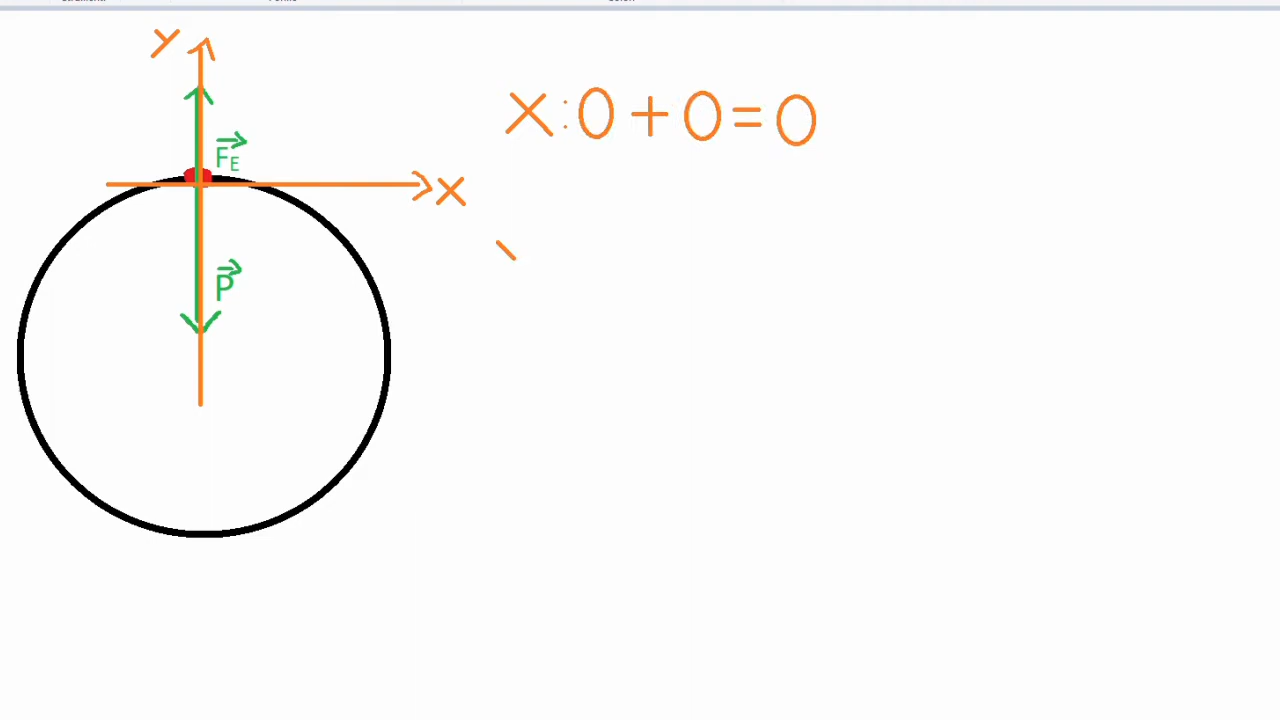 Y
X : 0 + 0 = 0
F⃗E
X
P⃗